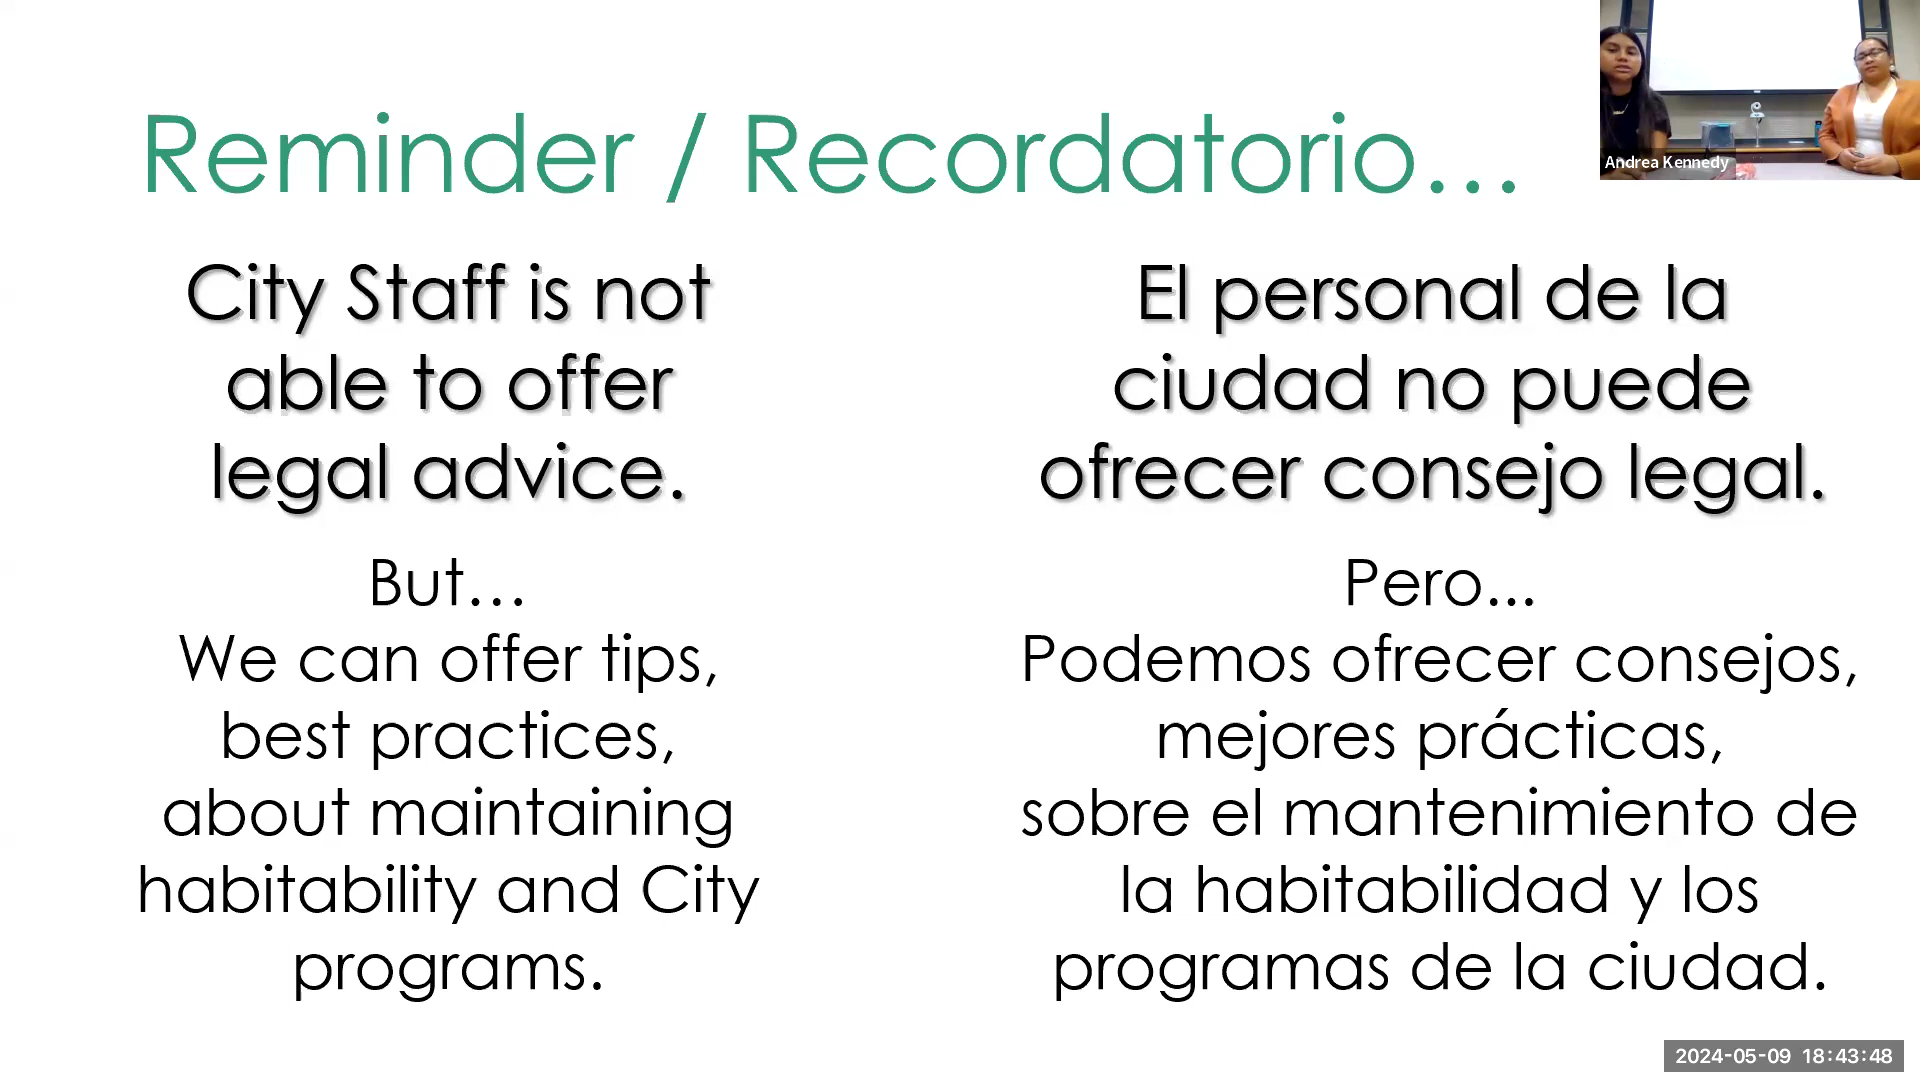 Reminder / Recordatorio...
City Staff is not
able to offer
legal advice.
But...
We can offer tips,
best practices,
about maintaining
habitability and City
programs.
El personal de la
ciudad no puede
ofrecer consejo legal.
Pero...
Podemos ofrecer consejos,
mejores prácticas,
sobre el mantenimiento de
la habitabilidad y los
programas de la ciudad.
Andrea Kennedy
2024-05-09 18:43:48